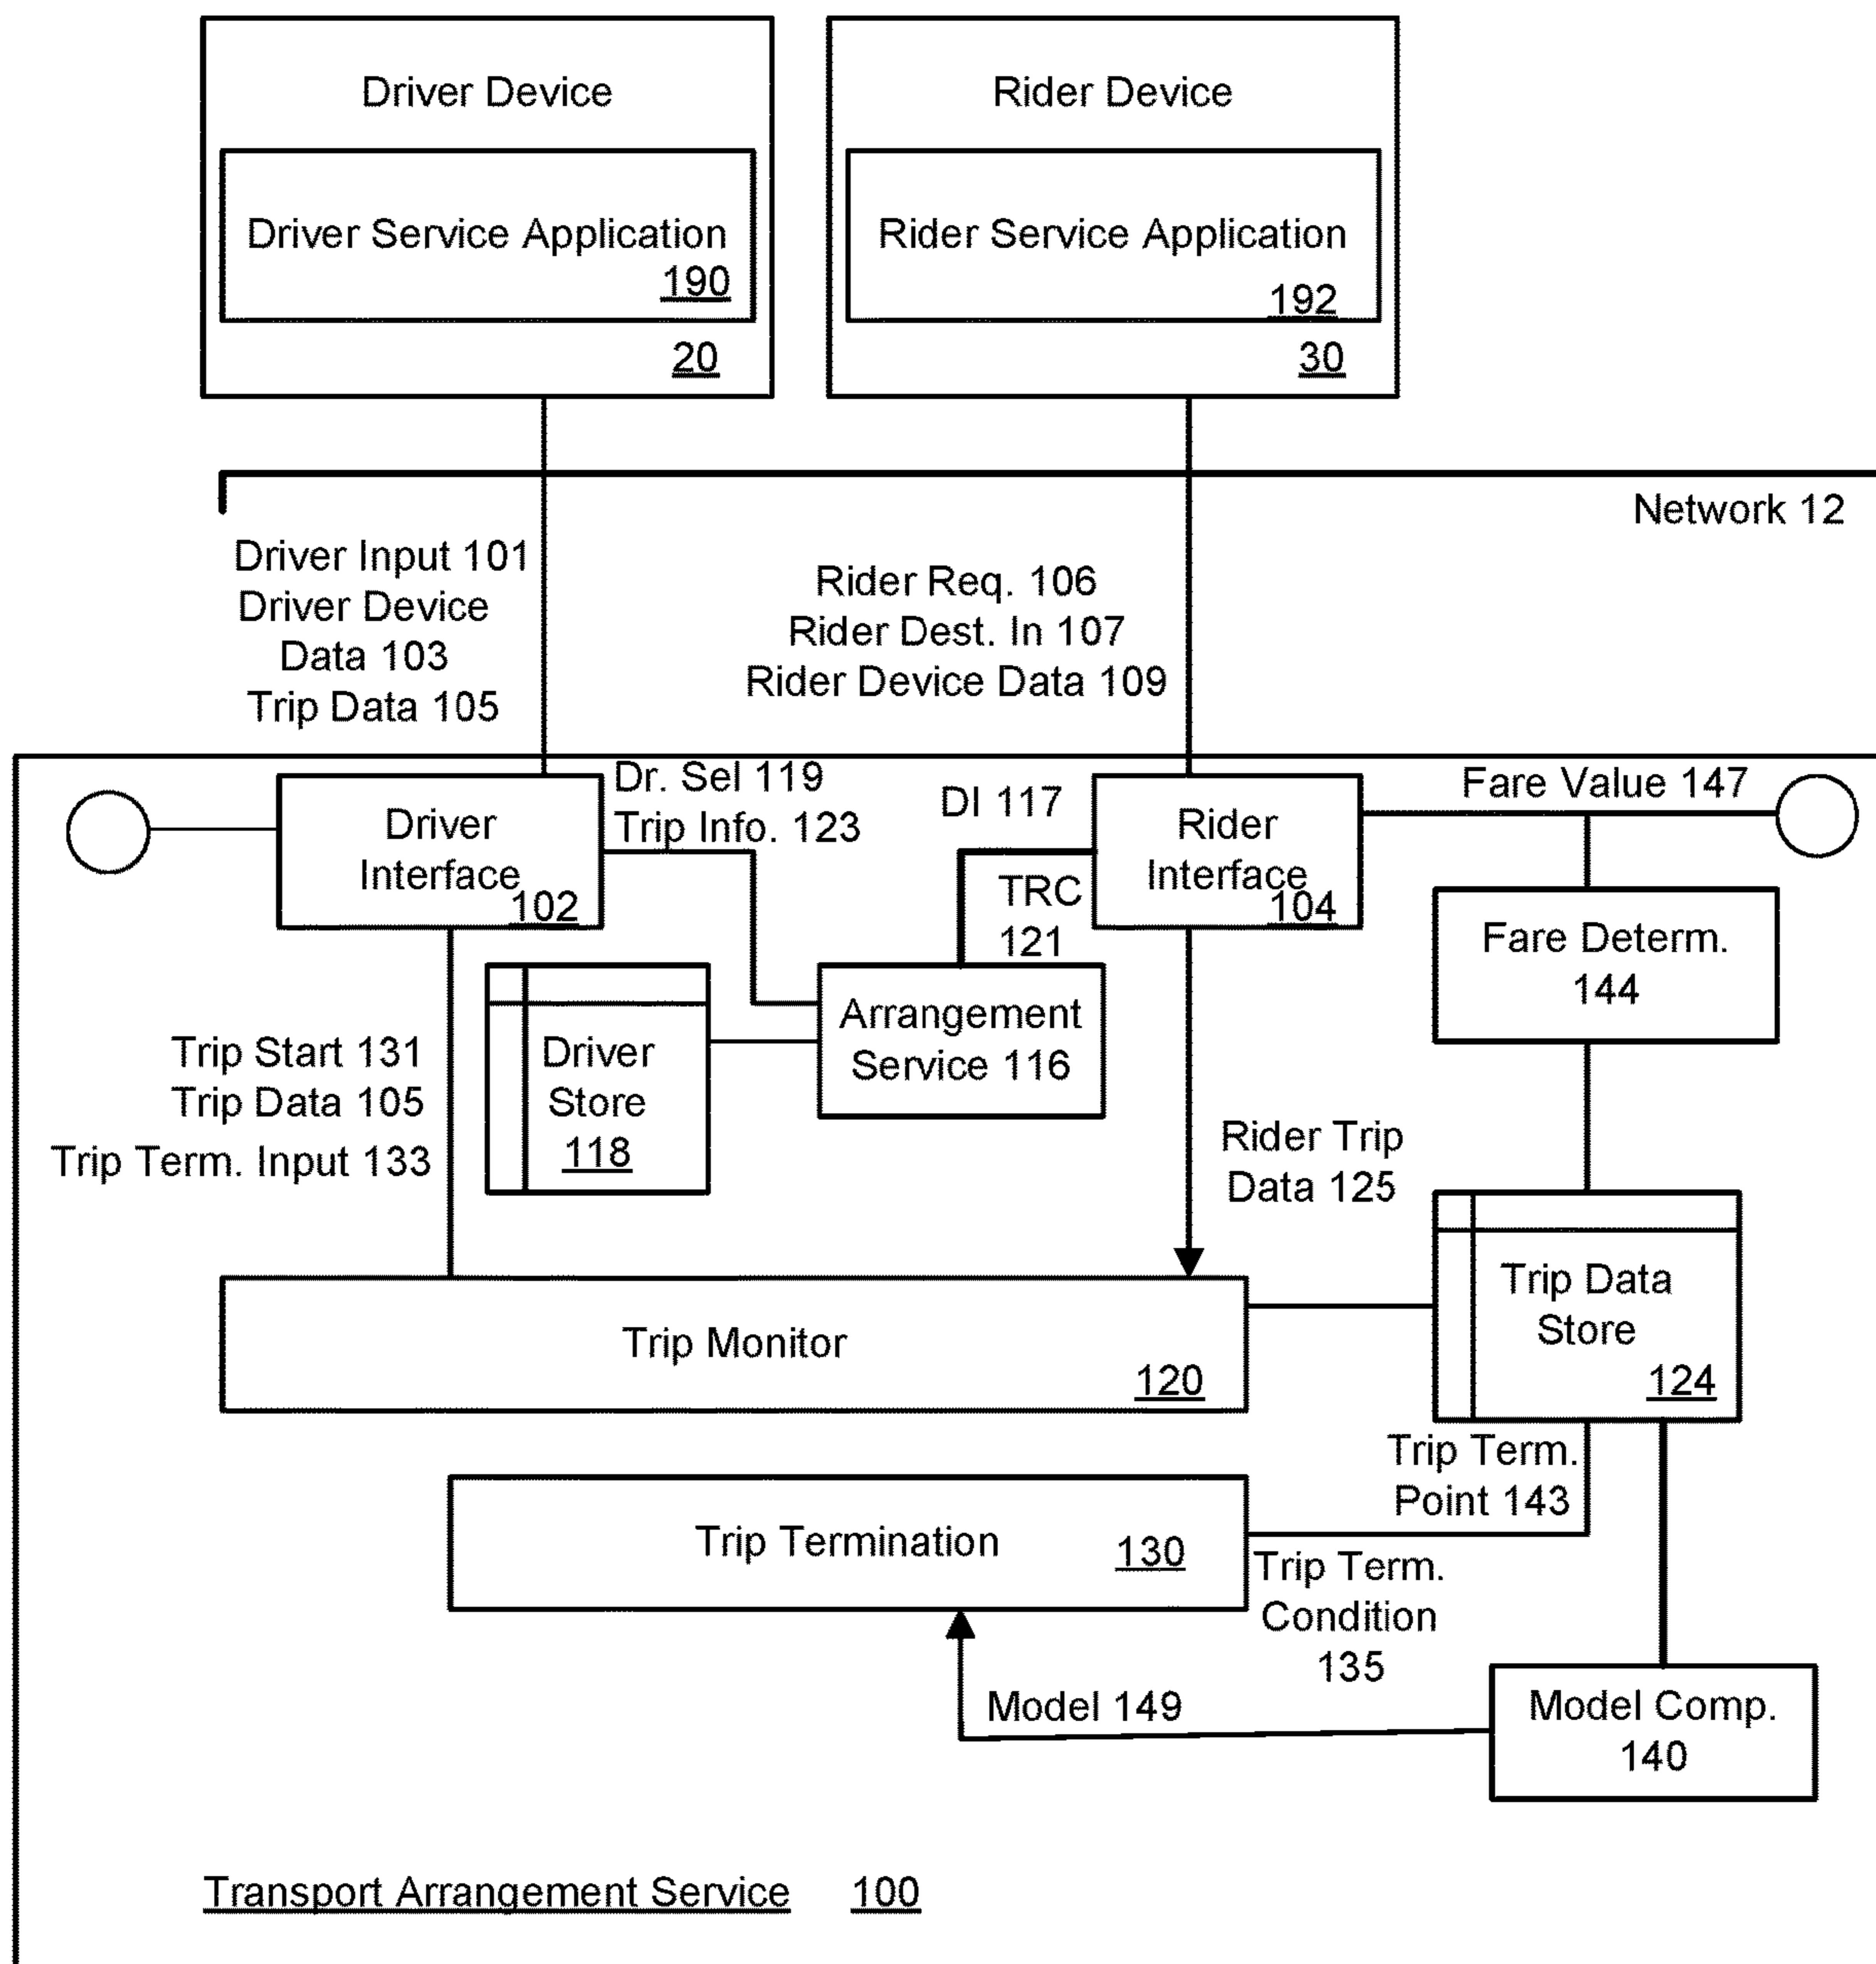 Driver Device
Driver Service Application
190
20
Rider Device
Rider Service Application
192
30
Network 12
Driver Input 101
Driver Device
Data 103
Trip Data 105
Rider Req. 106
Rider Dest. In 107
Rider Device Data 109
Driver
Interface
102
Dr. Sel 119
Trip Info. 123
DI 117
TRC
121
Rider
Interface
104
Fare Value 147
Fare Determ.
144
Arrangement
Service 116
Driver
Store
118
Trip Start 131
Trip Data 105
Trip Term. Input 133
Rider Trip
Data 125
Trip Data
Store
124
Trip Monitor
120
Trip Term.
Point 143
Trip Termination
130
Trip Term.
Condition
135
Model 149
Model Comp.
140
Transport Arrangement Service 100